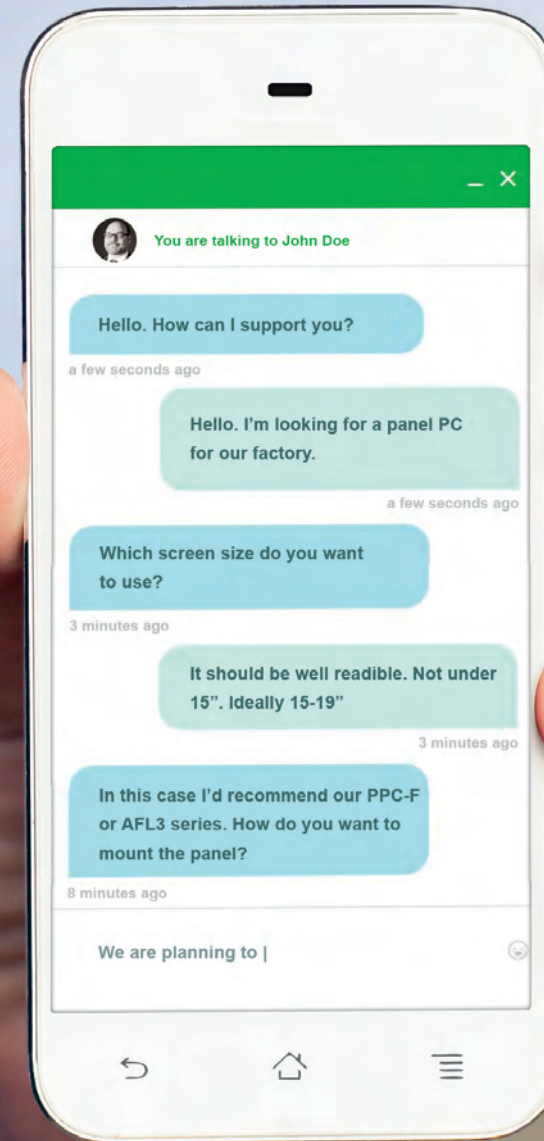 You are talking to John Doe
Hello. How can I support you?
a few seconds ago
Hello. I'm looking for a panel PC
for our factory.
a few seconds ago
Which screen size do you want
to use?
3 minutes ago
It should be well readible. Not under
15”. Ideally 15-19”
3 minutes ago
In this case I'd recommend our PPC-F
or AFL3 series. How do you want to
mount the panel?
8 minutes ago
We are planning to |